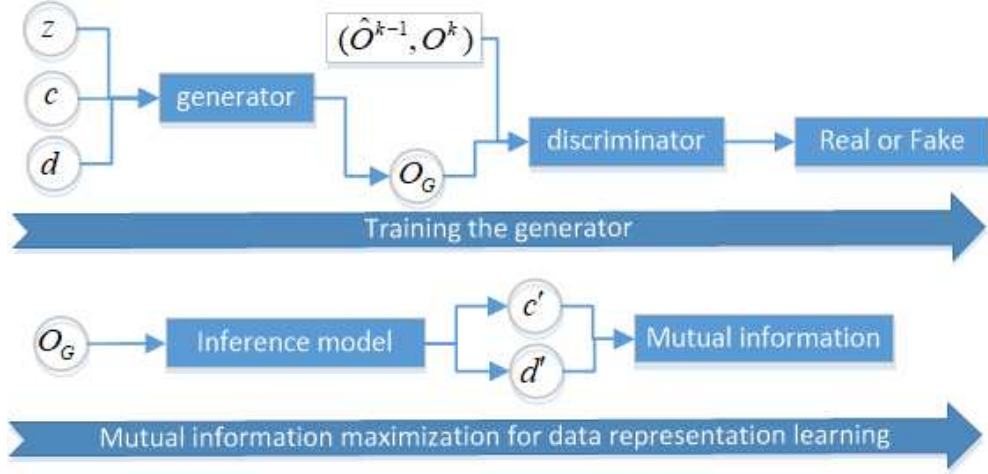 z
(Ô^{k-1}, O^k)
generator
c
discriminator
Real or Fake
d
O_G
Training the generator
c'
O_G
Inference model
Mutual information
d'
Mutual information maximization for data representation learning